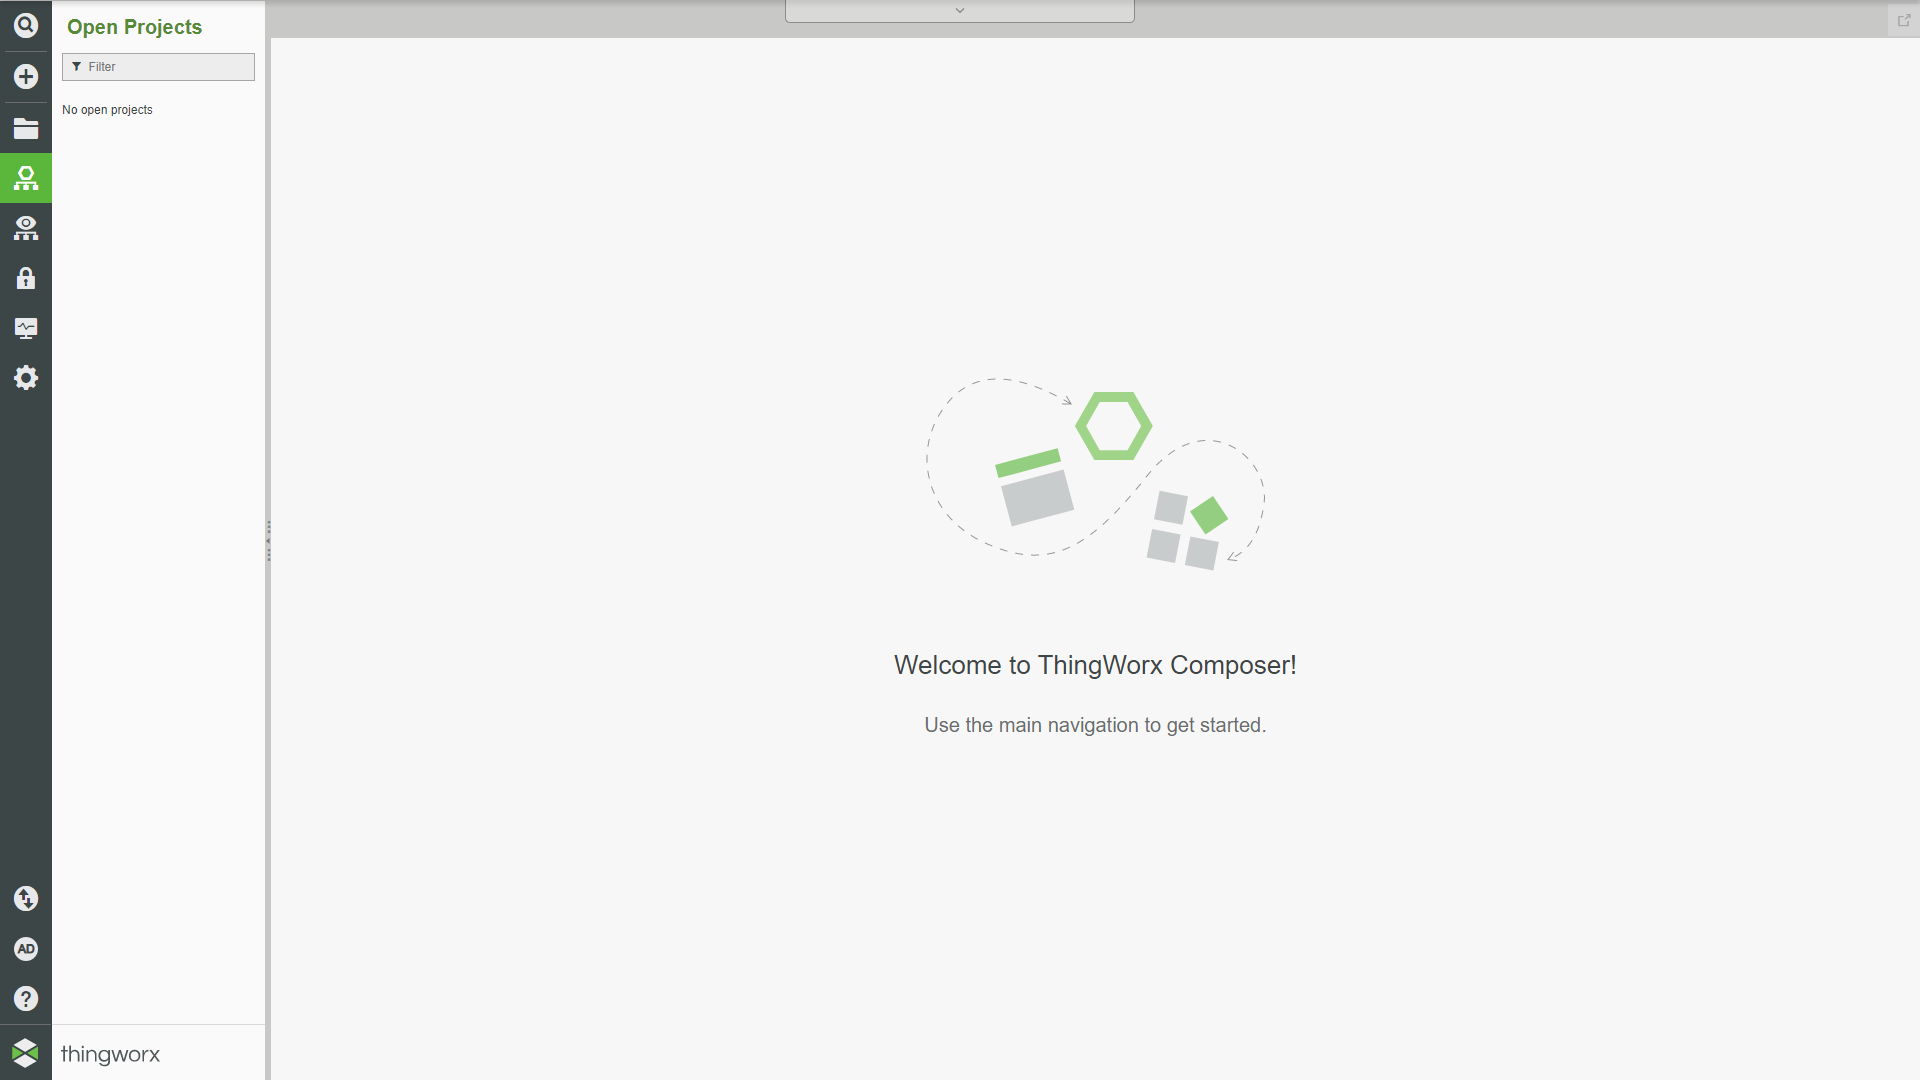 Open Projects
Filter
No open projects
Welcome to ThingWorx Composer!
Use the main navigation to get started.
AD
?
thingworx